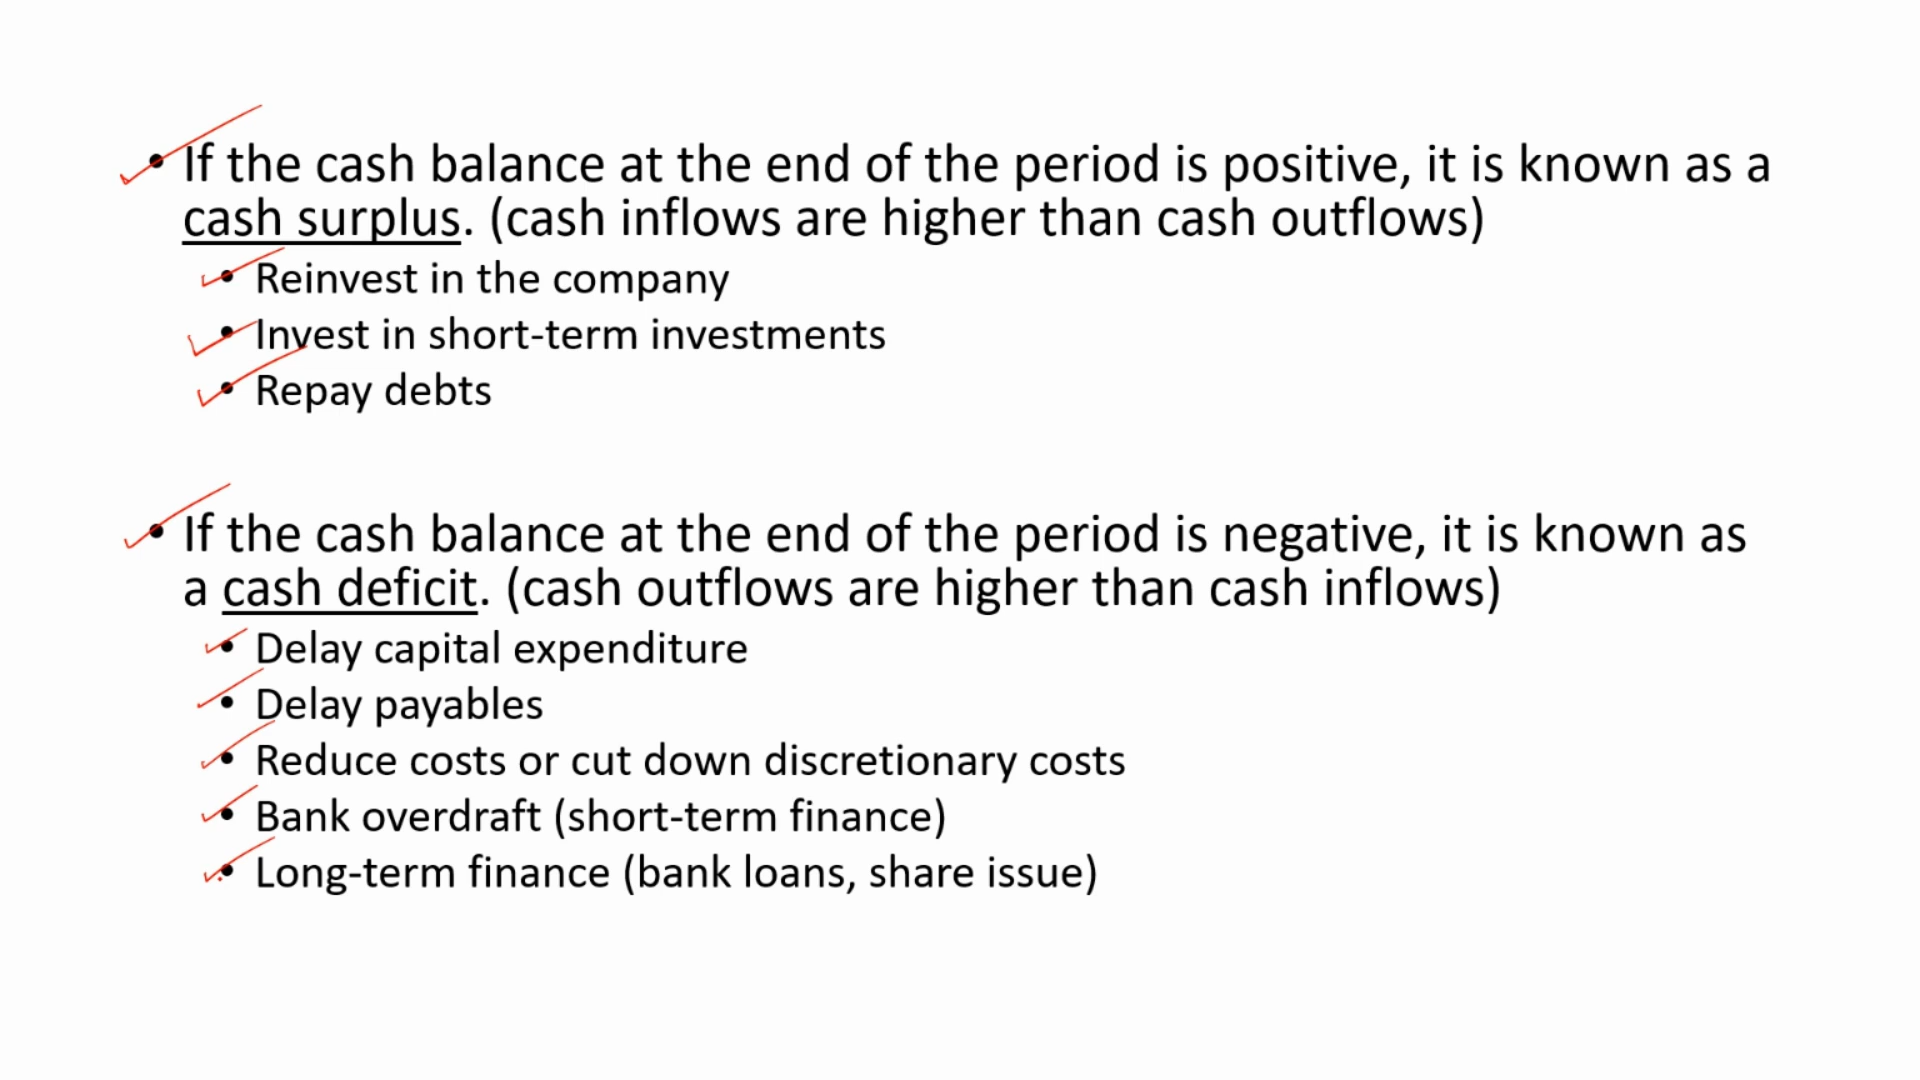 • If the cash balance at the end of the period is positive, it is known as a
cash surplus. (cash inflows are higher than cash outflows)
• Reinvest in the company
• Invest in short-term investments
• Repay debts
• If the cash balance at the end of the period is negative, it is known as
a cash deficit. (cash outflows are higher than cash inflows)
• Delay capital expenditure
• Delay payables
• Reduce costs or cut down discretionary costs
• Bank overdraft (short-term finance)
• Long-term finance (bank loans, share issue)